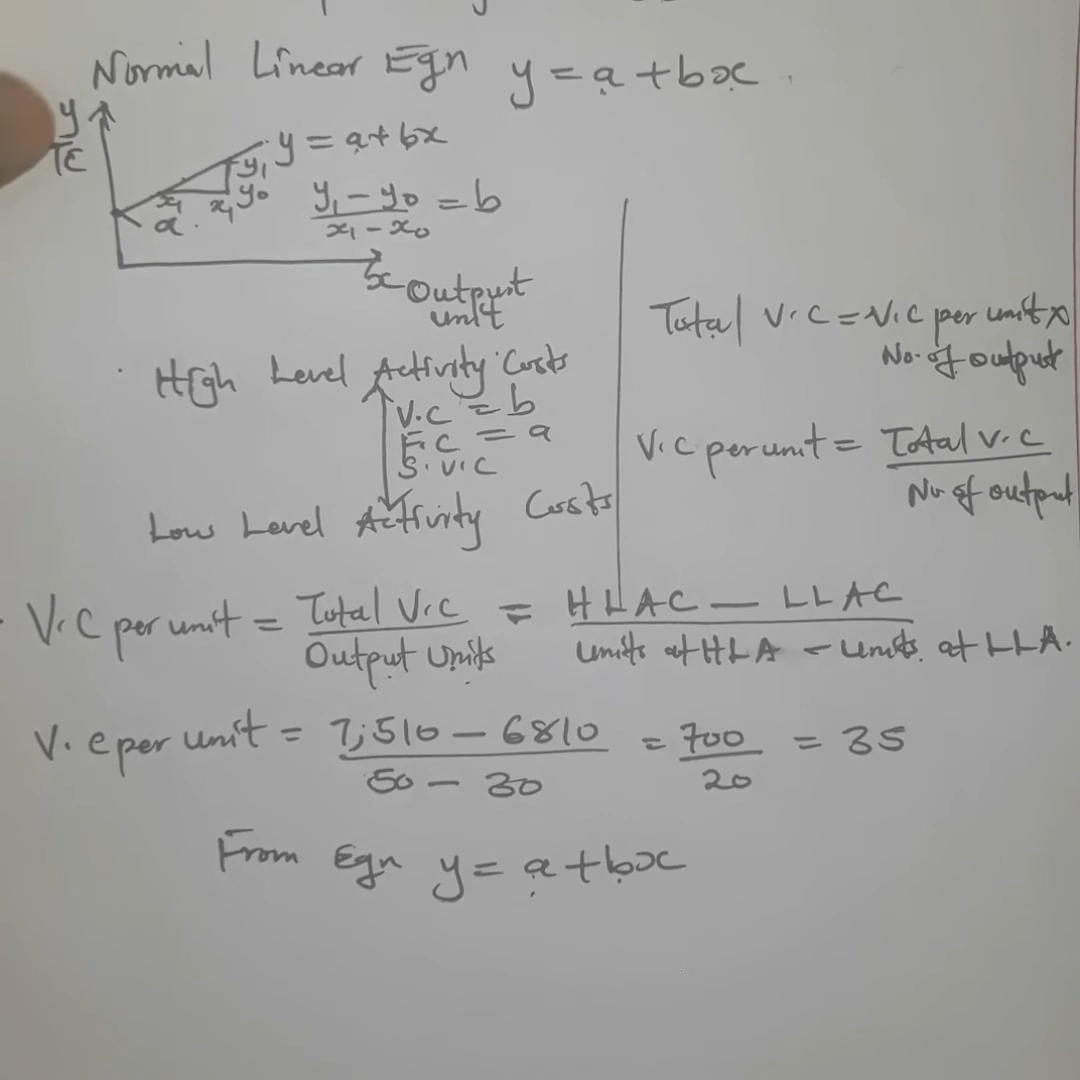 Normal Linear Eqn y = a + bx
y
TC
y = a + bx
y₁
x₁ x₁ y₀
a
y₁ − y₀ / x₁ − x₀ = b
x Output
unit
Total V.C = V.C per unit x
No. of output
High Level Activity Costs
V.C = b
F.C = a
S.V.C
V.C per unit = Total V.C / No of output
Low Level Activity Costs
V.C per unit = Total V.C / Output Units = HLAC − LLAC / units at HLA − units at LLA.
V.c per unit = 7,510 − 6810 / 50 − 30 = 700 / 20 = 35
From Eqn y = a + bx